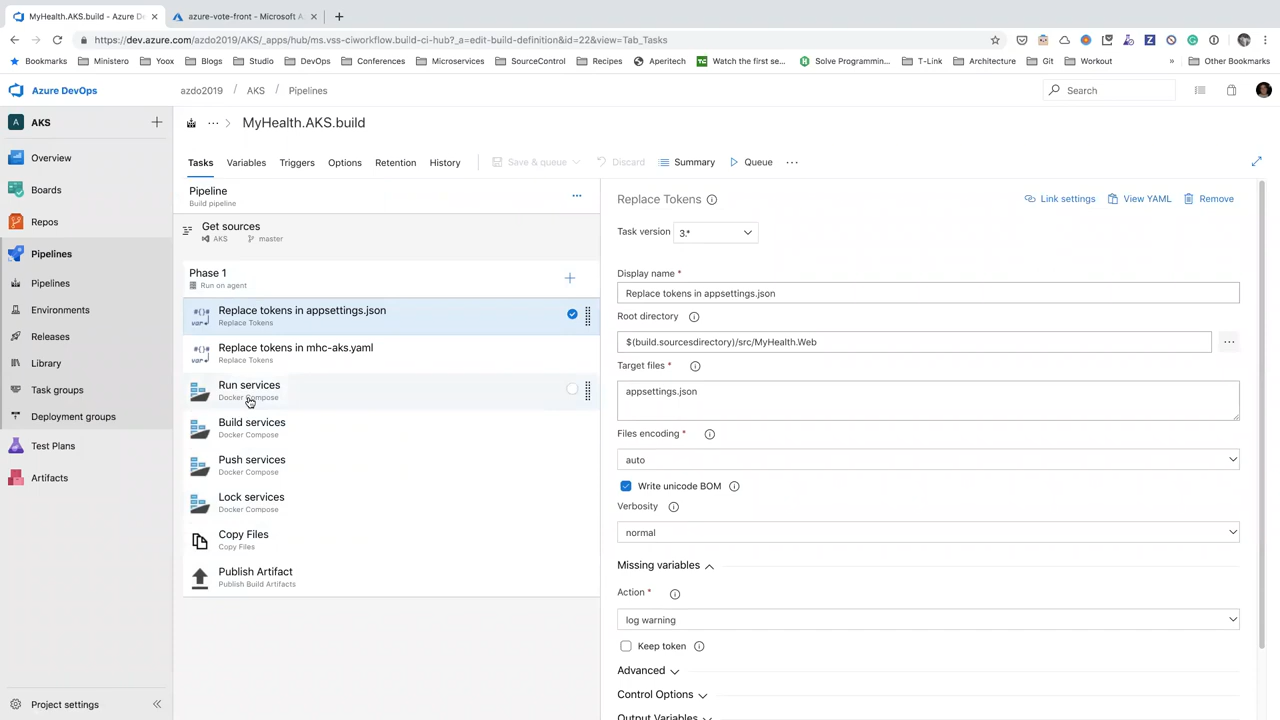 MyHealth.AKS.build - Azure De
azure-vote-front - Microsoft A
https://dev.azure.com/azdo2019/AKS/_apps/hub/ms.vss-ciworkflow.build-ci-hub?_a=edit-build-definition&id=22&view=Tab_Tasks
Bookmarks Ministero Yoox Blogs Studio DevOps Conferences Microservices SourceControl Recipes Aperitech Watch the first se... Solve Programmin... T-Link Architecture Git Workout » Other Bookmarks
Azure DevOps azdo2019 / AKS / Pipelines Search
A AKS
Overview
Boards
Repos
Pipelines
Pipelines
Environments
Releases
Library
Task groups
Deployment groups
Test Plans
Artifacts
Project settings
MyHealth.AKS.build
Tasks Variables Triggers Options Retention History Save & queue Discard Summary Queue
Pipeline
Build pipeline
Get sources
AKS master
Phase 1
Run on agent
Replace tokens in appsettings.json
Replace Tokens
Replace tokens in mhc-aks.yaml
Replace Tokens
Run services
Docker Compose
Build services
Docker Compose
Push services
Docker Compose
Lock services
Docker Compose
Copy Files
Copy Files
Publish Artifact
Publish Build Artifacts
Replace Tokens Link settings View YAML Remove
Task version 3.*
Display name *
Replace tokens in appsettings.json
Root directory
$(build.sourcesdirectory)/src/MyHealth.Web
Target files *
appsettings.json
Files encoding *
auto
Write unicode BOM
Verbosity
normal
Missing variables
Action *
log warning
Keep token
Advanced
Control Options
Output Variables